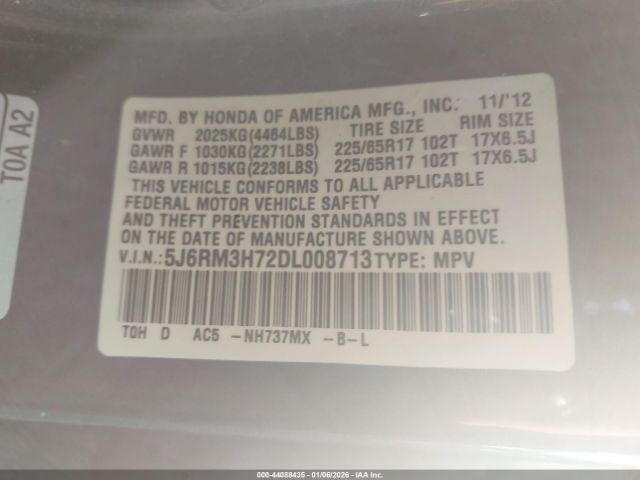 T0A A2
MFD. BY HONDA OF AMERICA MFG., INC. 11/'12
GVWR 2025KG(4464LBS) TIRE SIZE RIM SIZE
GAWR F 1030KG(2271LBS) 225/65R17 102T 17X6.5J
GAWR R 1015KG(2238LBS) 225/65R17 102T 17X6.5J
THIS VEHICLE CONFORMS TO ALL APPLICABLE
FEDERAL MOTOR VEHICLE SAFETY
AND THEFT PREVENTION STANDARDS IN EFFECT
ON THE DATE OF MANUFACTURE SHOWN ABOVE.
V.I.N.:5J6RM3H72DL008713 TYPE: MPV
T0H D AC5 -NH737MX -B-L
000-44088435 - 01/06/2026 - IAA Inc.